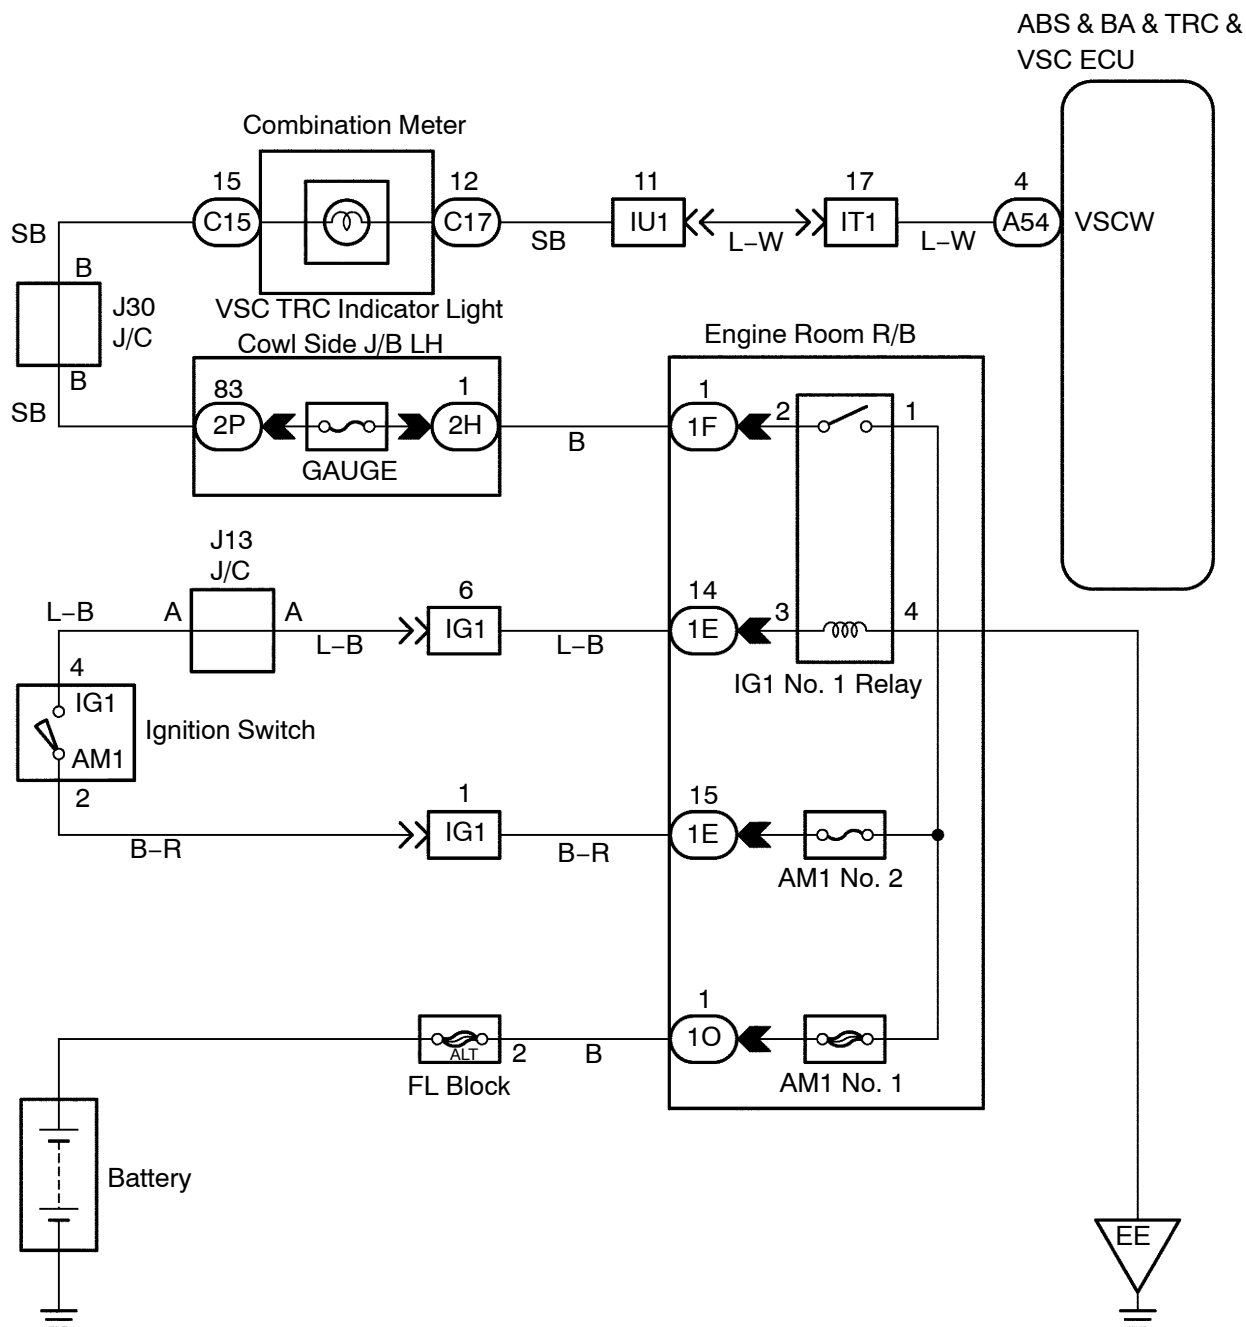 ABS & BA & TRC &
VSC ECU
Combination Meter
15
12
11
17
4
C15
C17
IU1
IT1
A54
VSCW
SB
SB
L–W
L–W
B
J30
J/C
B
SB
VSC TRC Indicator Light
Cowl Side J/B LH
Engine Room R/B
83
1
1
2P
2H
1F
2
1
B
GAUGE
J13
J/C
L–B
A
A
L–B
6
IG1
L–B
14
1E
3
4
IG1 No. 1 Relay
4
IG1
AM1
Ignition Switch
2
B–R
1
IG1
B–R
15
1E
AM1 No. 2
ALT
2
B
FL Block
1
1O
AM1 No. 1
Battery
EE